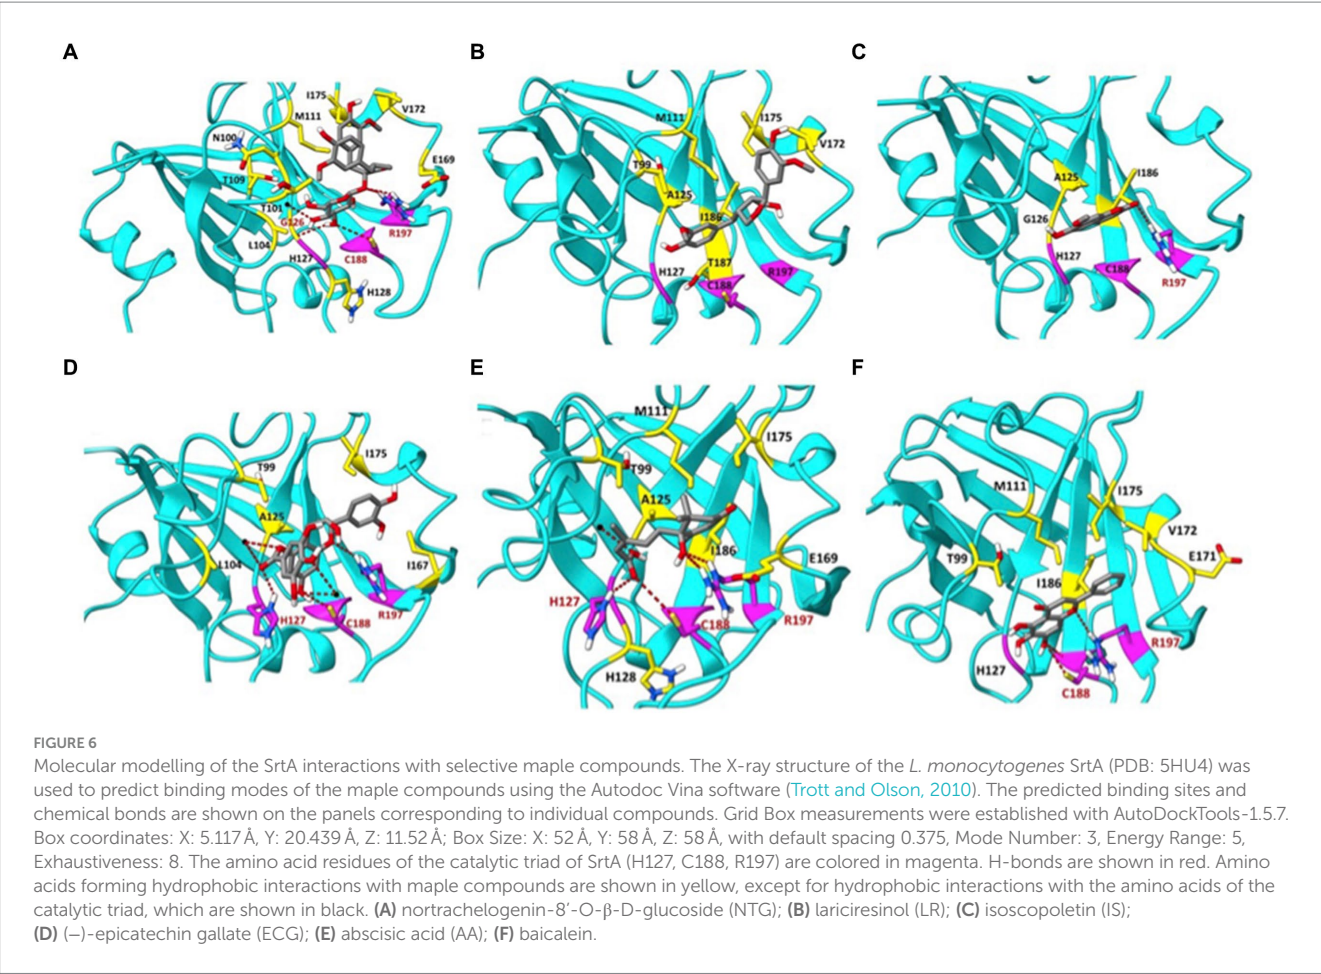 A
I175
V172
M111
N100
E169
T109
T101
G126
R197
L104
H127
C188
H128
B
M111
I175
V172
T99
A125
I186
H127
T187
R197
C188
C
A125
I186
G126
H127
C188
R197
D
T99
I175
A125
L104
I167
H127
C188
R197
E
M111
I175
T99
A125
I186
E169
H127
C188
R197
H128
F
M111
I175
V172
T99
E171
I186
R197
H127
C188
FIGURE 6
Molecular modelling of the SrtA interactions with selective maple compounds. The X-ray structure of the L. monocytogenes SrtA (PDB: 5HU4) was
used to predict binding modes of the maple compounds using the Autodoc Vina software (Trott and Olson, 2010). The predicted binding sites and
chemical bonds are shown on the panels corresponding to individual compounds. Grid Box measurements were established with AutoDockTools-1.5.7.
Box coordinates: X: 5.117 Å, Y: 20.439 Å, Z: 11.52 Å; Box Size: X: 52 Å, Y: 58 Å, Z: 58 Å, with default spacing 0.375, Mode Number: 3, Energy Range: 5,
Exhaustiveness: 8. The amino acid residues of the catalytic triad of SrtA (H127, C188, R197) are colored in magenta. H-bonds are shown in red. Amino
acids forming hydrophobic interactions with maple compounds are shown in yellow, except for hydrophobic interactions with the amino acids of the
catalytic triad, which are shown in black. (A) nortrachelogenin-8’-O-β-D-glucoside (NTG); (B) lariciresinol (LR); (C) isoscopoletin (IS);
(D) (−)-epicatechin gallate (ECG); (E) abscisic acid (AA); (F) baicalein.